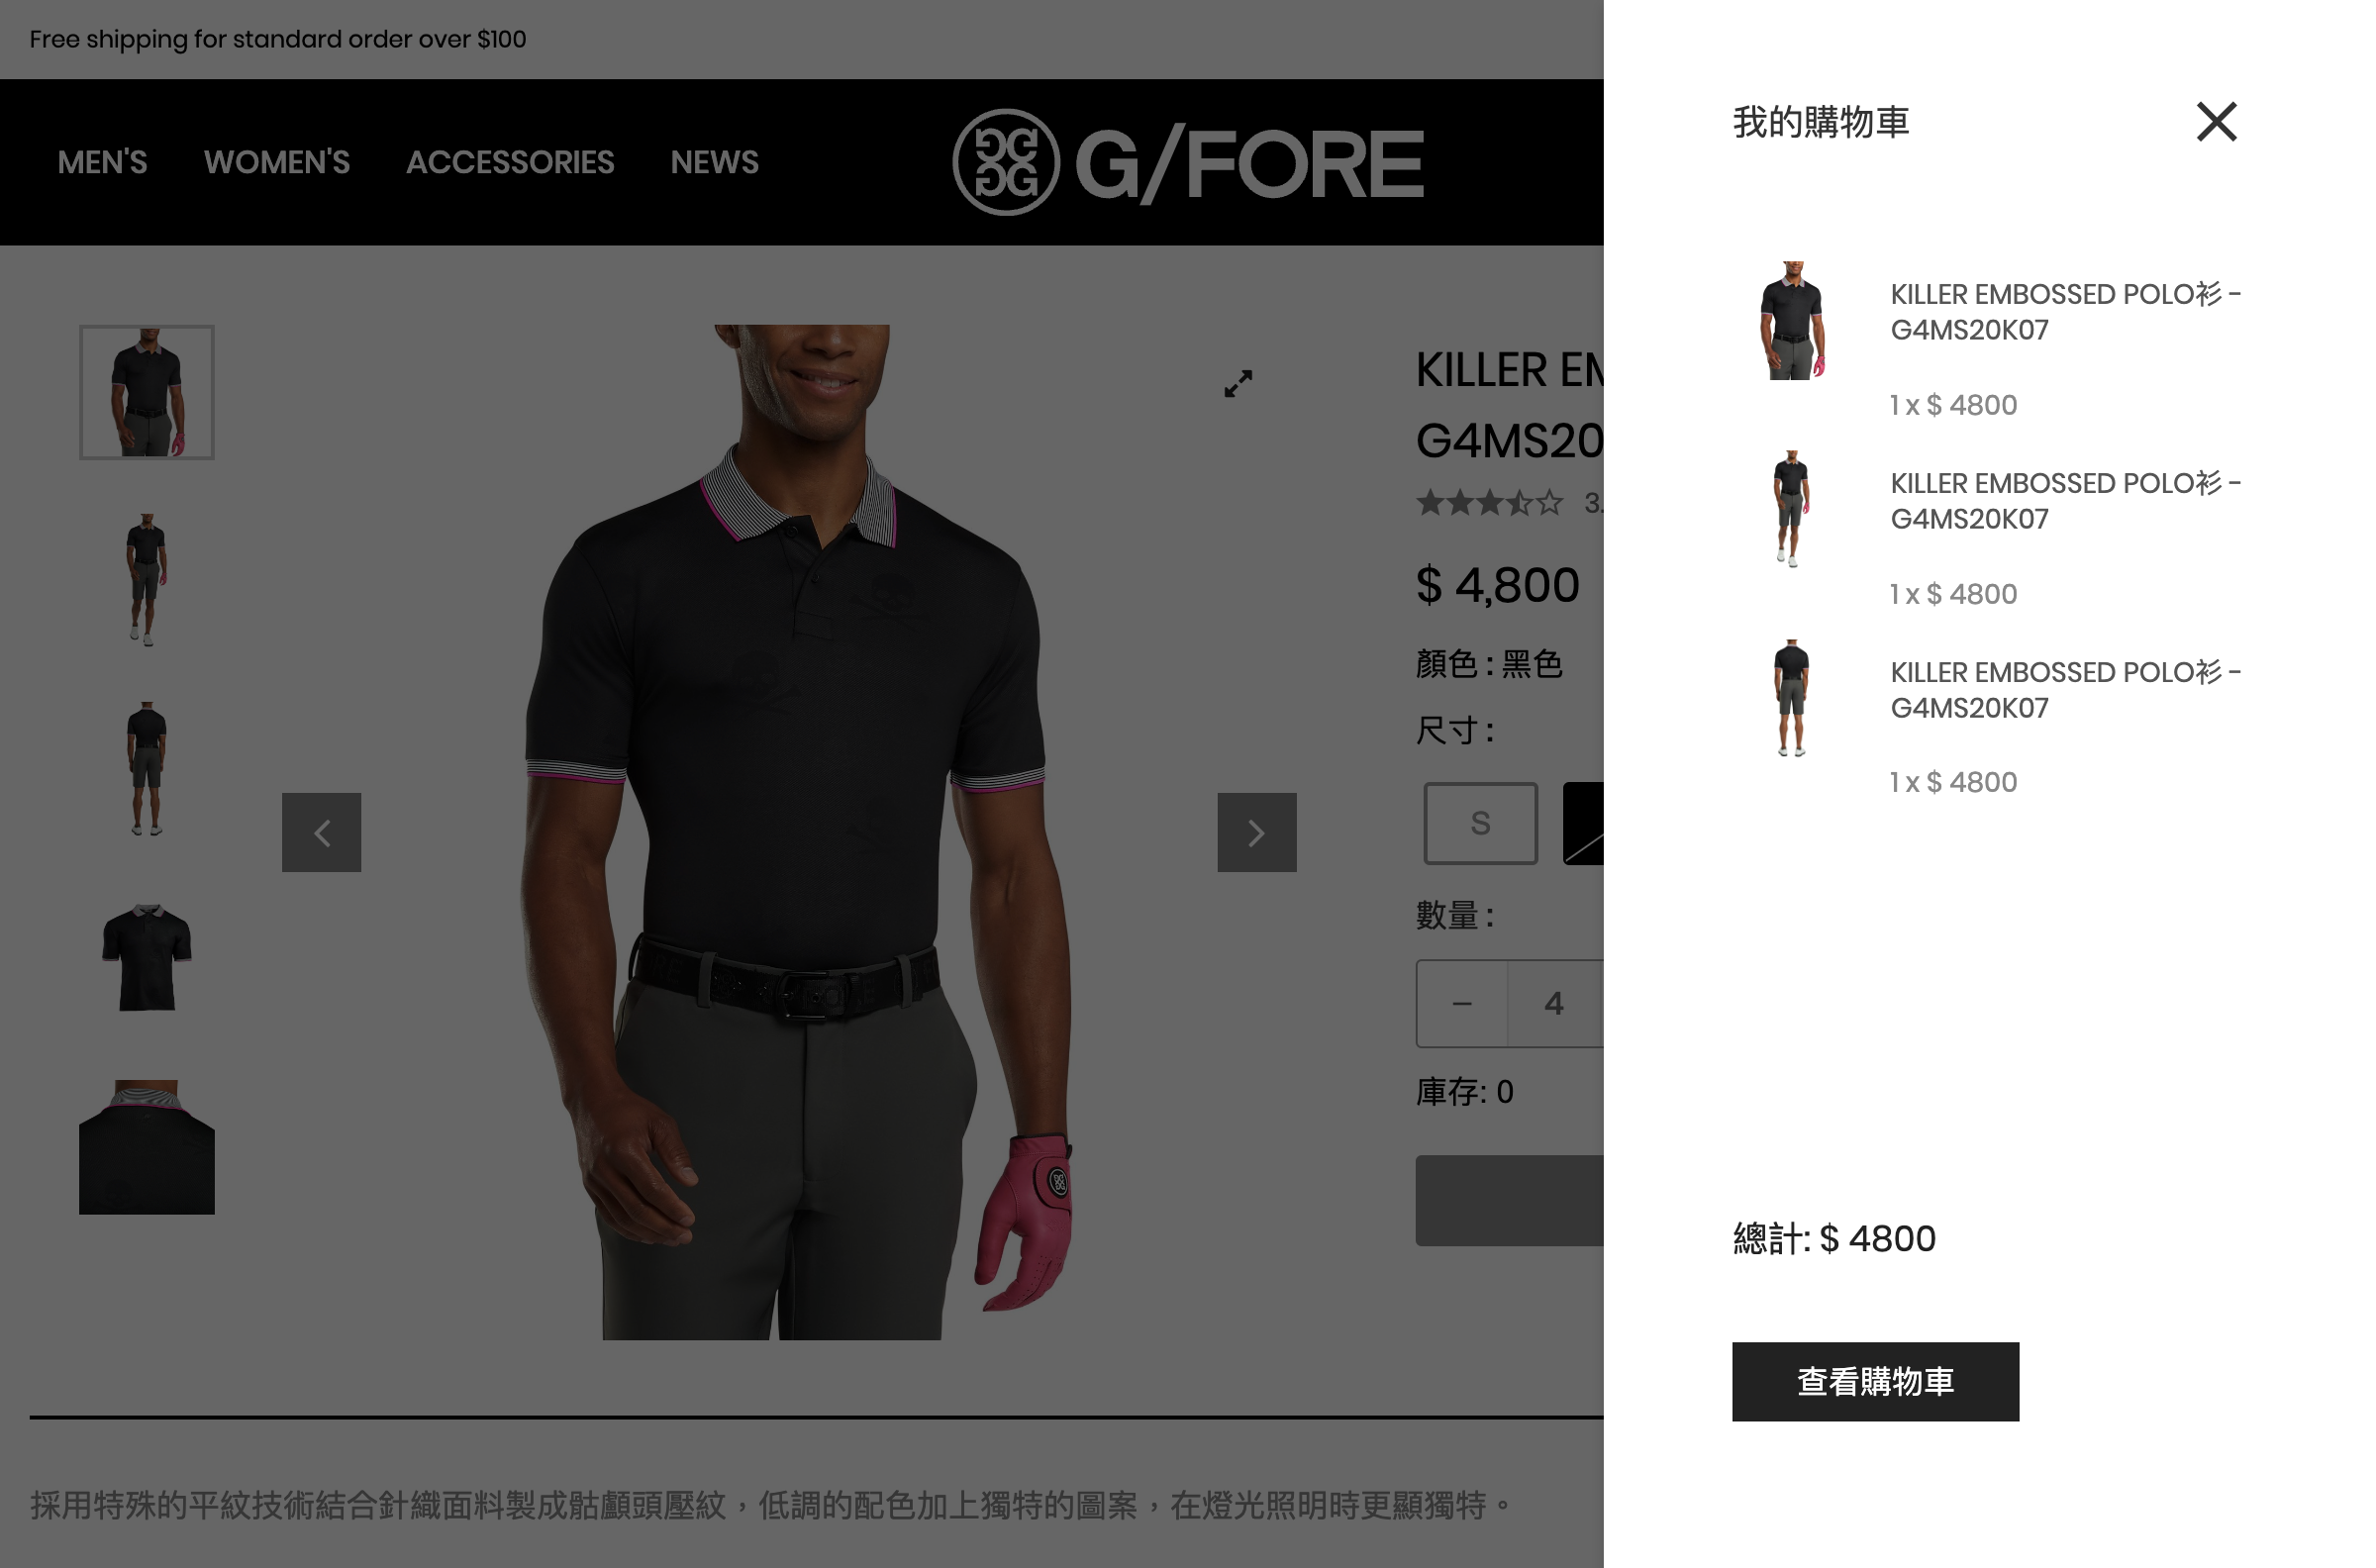 Free shipping for standard order over $100
MEN'S WOMEN'S ACCESSORIES NEWS
G/FORE
KILLER
G4MS20
$ 4,800
顏色 : 黑色
尺寸 :
S
數量 :
− 4
庫存: 0
採用特殊的平紋技術結合針織面料製成骷顱頭壓紋，低調的配色加上獨特的圖案，在燈光照明時更顯獨特。
我的購物車
KILLER EMBOSSED POLO衫 -
G4MS20K07
1 x $ 4800
KILLER EMBOSSED POLO衫 -
G4MS20K07
1 x $ 4800
KILLER EMBOSSED POLO衫 -
G4MS20K07
1 x $ 4800
總計: $ 4800
查看購物車